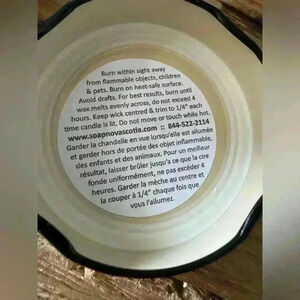 Burn within sight away
from flammable objects, children
& pets. Burn on heat-safe surface.
Avoid drafts. For best results, burn until
wax melts evenly across, do not exceed 4
hours. Keep wick centred & trim to 1/4" each
time candle is lit. Do not move or touch while hot.
www.soapnovascotia.com :: 844-522-2114
Garder la chandelle en vue lorsqu'elle est allumée
et garder hors de portée des objet inflammable,
des enfants et des animaux. Pour un meilleur
résultat, laisser brûler jusqu'a ce que la cire
fonde uniformément, ne pas excéder 4
heures. Garder la mèche au centre et
la couper à 1/4" chaque fois que
vous l'allumez.